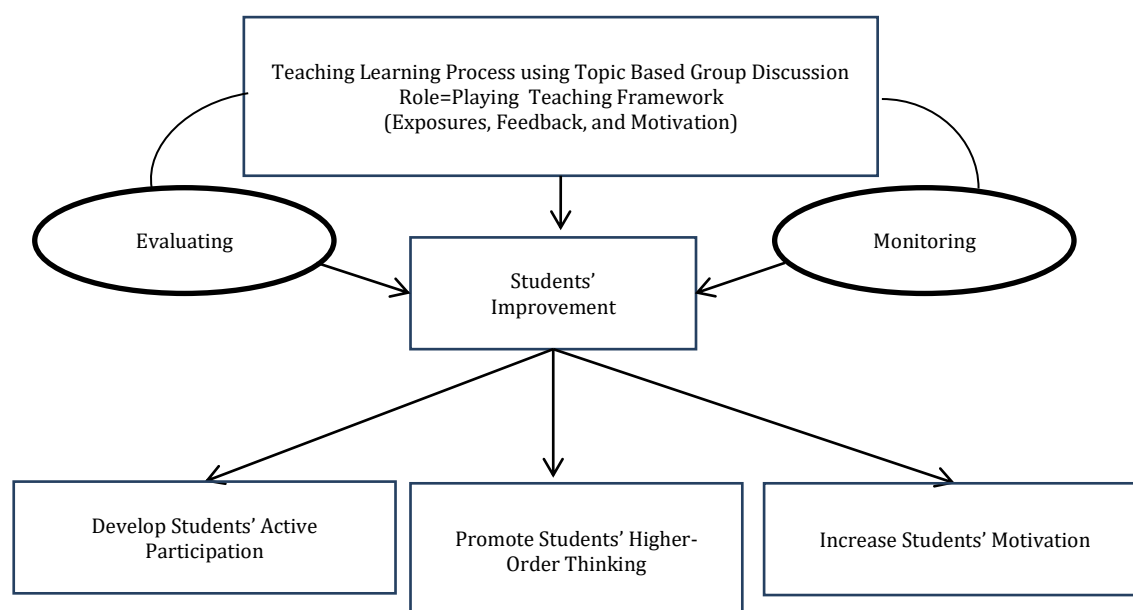 Teaching Learning Process using Topic Based Group Discussion
Role=Playing Teaching Framework
(Exposures, Feedback, and Motivation)
Evaluating
Monitoring
Students’
Improvement
Develop Students’ Active
Participation
Promote Students’ Higher-
Order Thinking
Increase Students’ Motivation